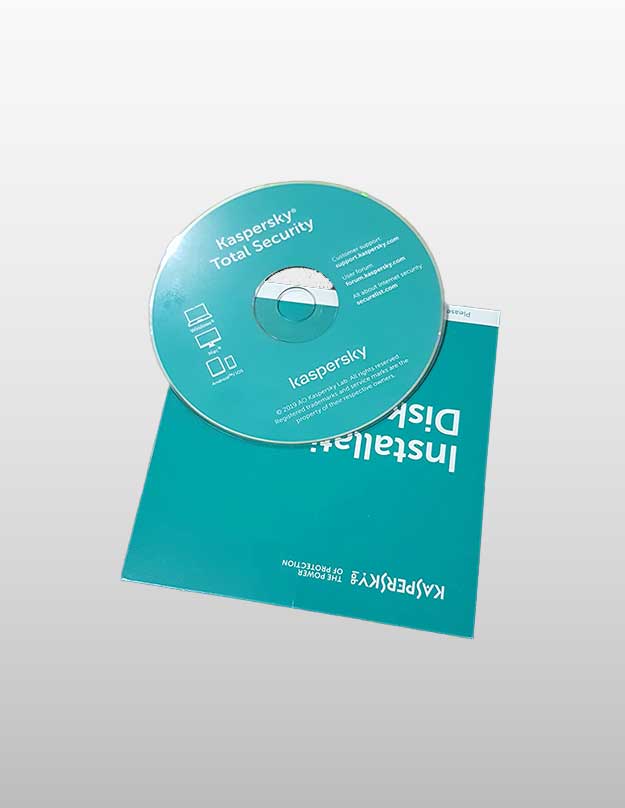 Kaspersky®
Total Security
Customer support:
support.kaspersky.com
User forum:
forum.kaspersky.com
All about internet security:
securelist.com
Windows®
Mac®
Android™/iOS
kaspersky
© 2019 AO Kaspersky Lab. All rights reserved.
Registered trademarks and service marks are the
property of their respective owners.
Please
Installati
Disk
KASPERSKY LAB
THE POWER
OF PROTECTION